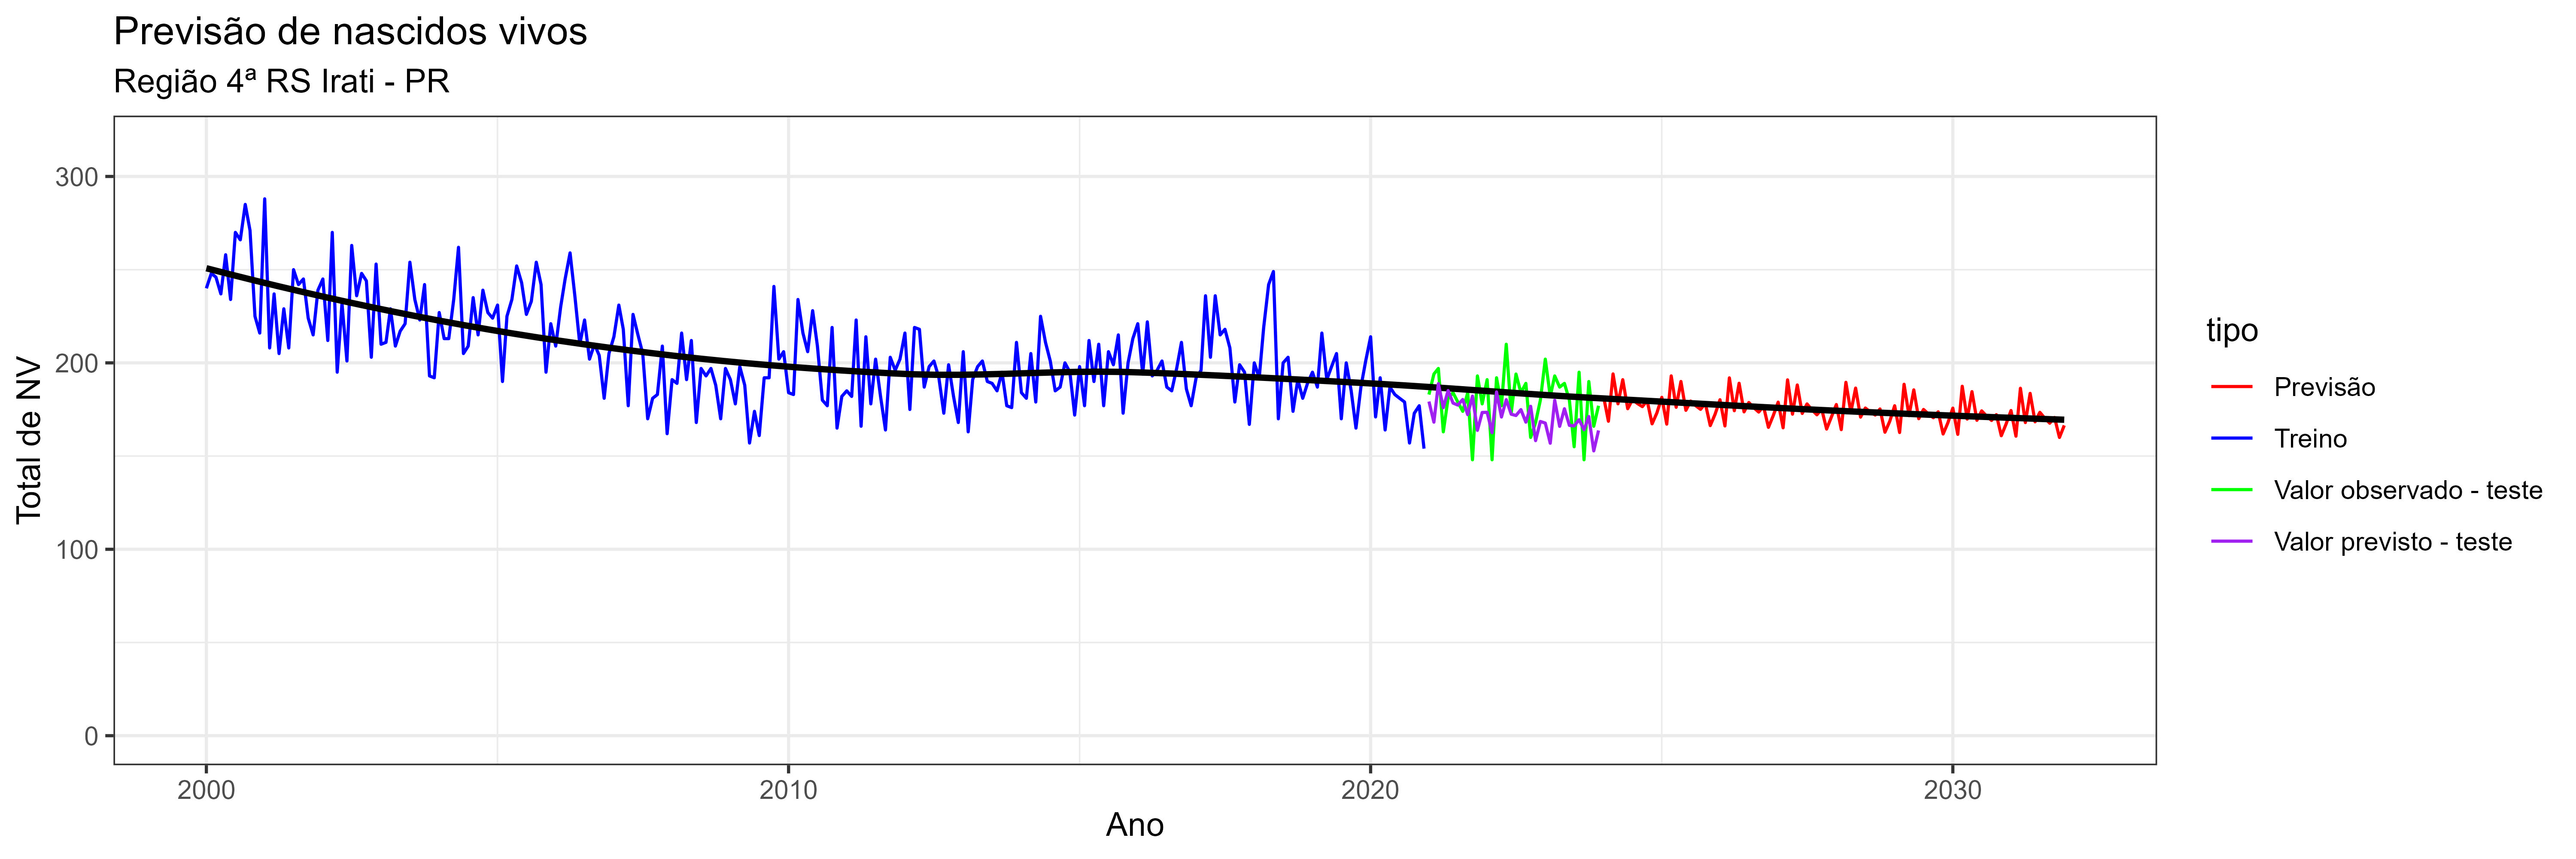 Previsão de nascidos vivos
Região 4ª RS Irati - PR
Total de NV
300
200
100
0
2000
2010
2020
2030
Ano
tipo
Previsão
Treino
Valor observado - teste
Valor previsto - teste